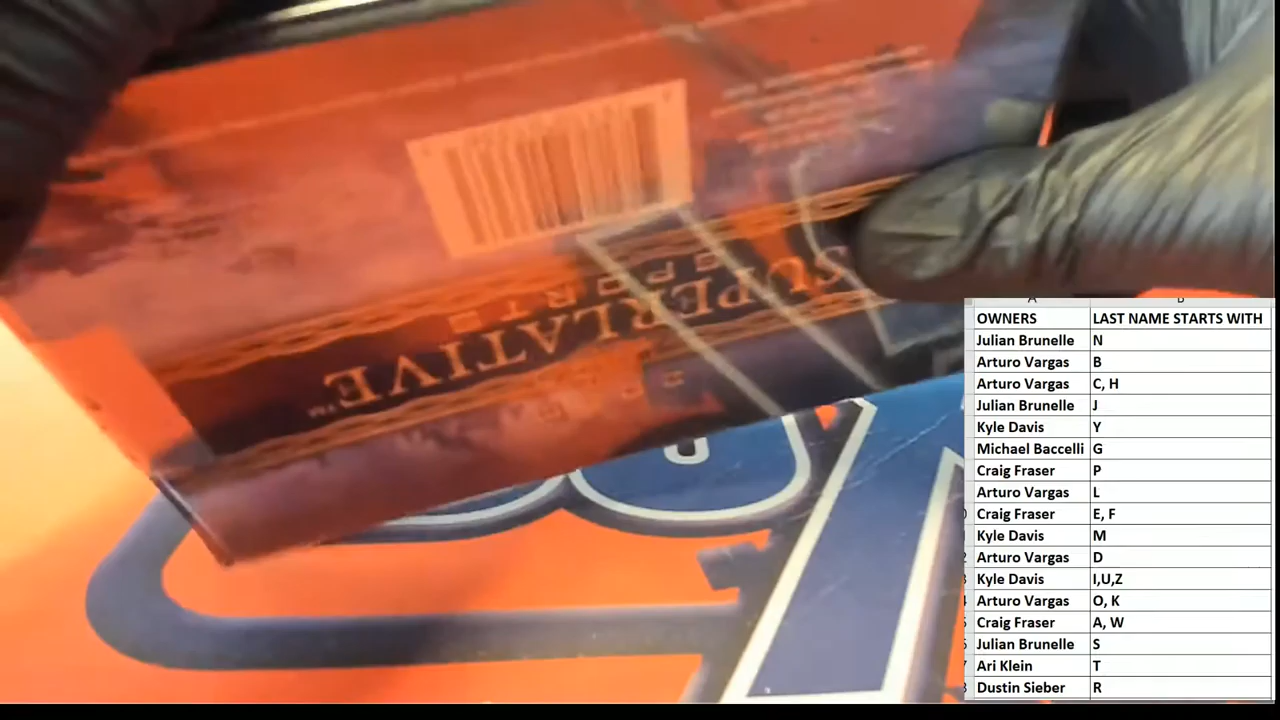 SUPERLATIVE™
SPORTS
A B
OWNERS LAST NAME STARTS WITH
Julian Brunelle N
Arturo Vargas B
Arturo Vargas C, H
Julian Brunelle J
Kyle Davis Y
Michael Baccelli G
Craig Fraser P
Arturo Vargas L
Craig Fraser E, F
Kyle Davis M
Arturo Vargas D
Kyle Davis I,U,Z
Arturo Vargas O, K
Craig Fraser A, W
Julian Brunelle S
Ari Klein T
Dustin Sieber R